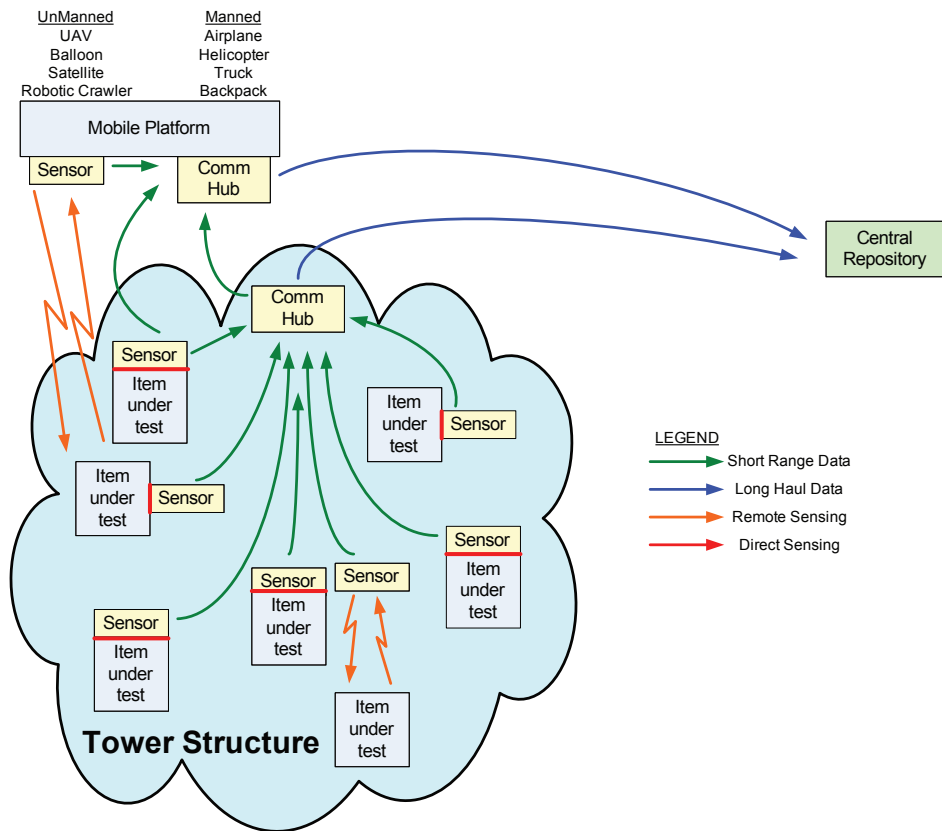 UnManned
UAV
Balloon
Satellite
Robotic Crawler
Manned
Airplane
Helicopter
Truck
Backpack
Mobile Platform
Sensor
Comm
Hub
Central
Repository
Comm
Hub
Sensor
Item
under
test
Item
under
test
Sensor
Item
under
test
Sensor
LEGEND
Short Range Data
Long Haul Data
Remote Sensing
Direct Sensing
Sensor
Item
under
test
Sensor
Item
under
test
Sensor
Sensor
Item
under
test
Item
under
test
Tower Structure